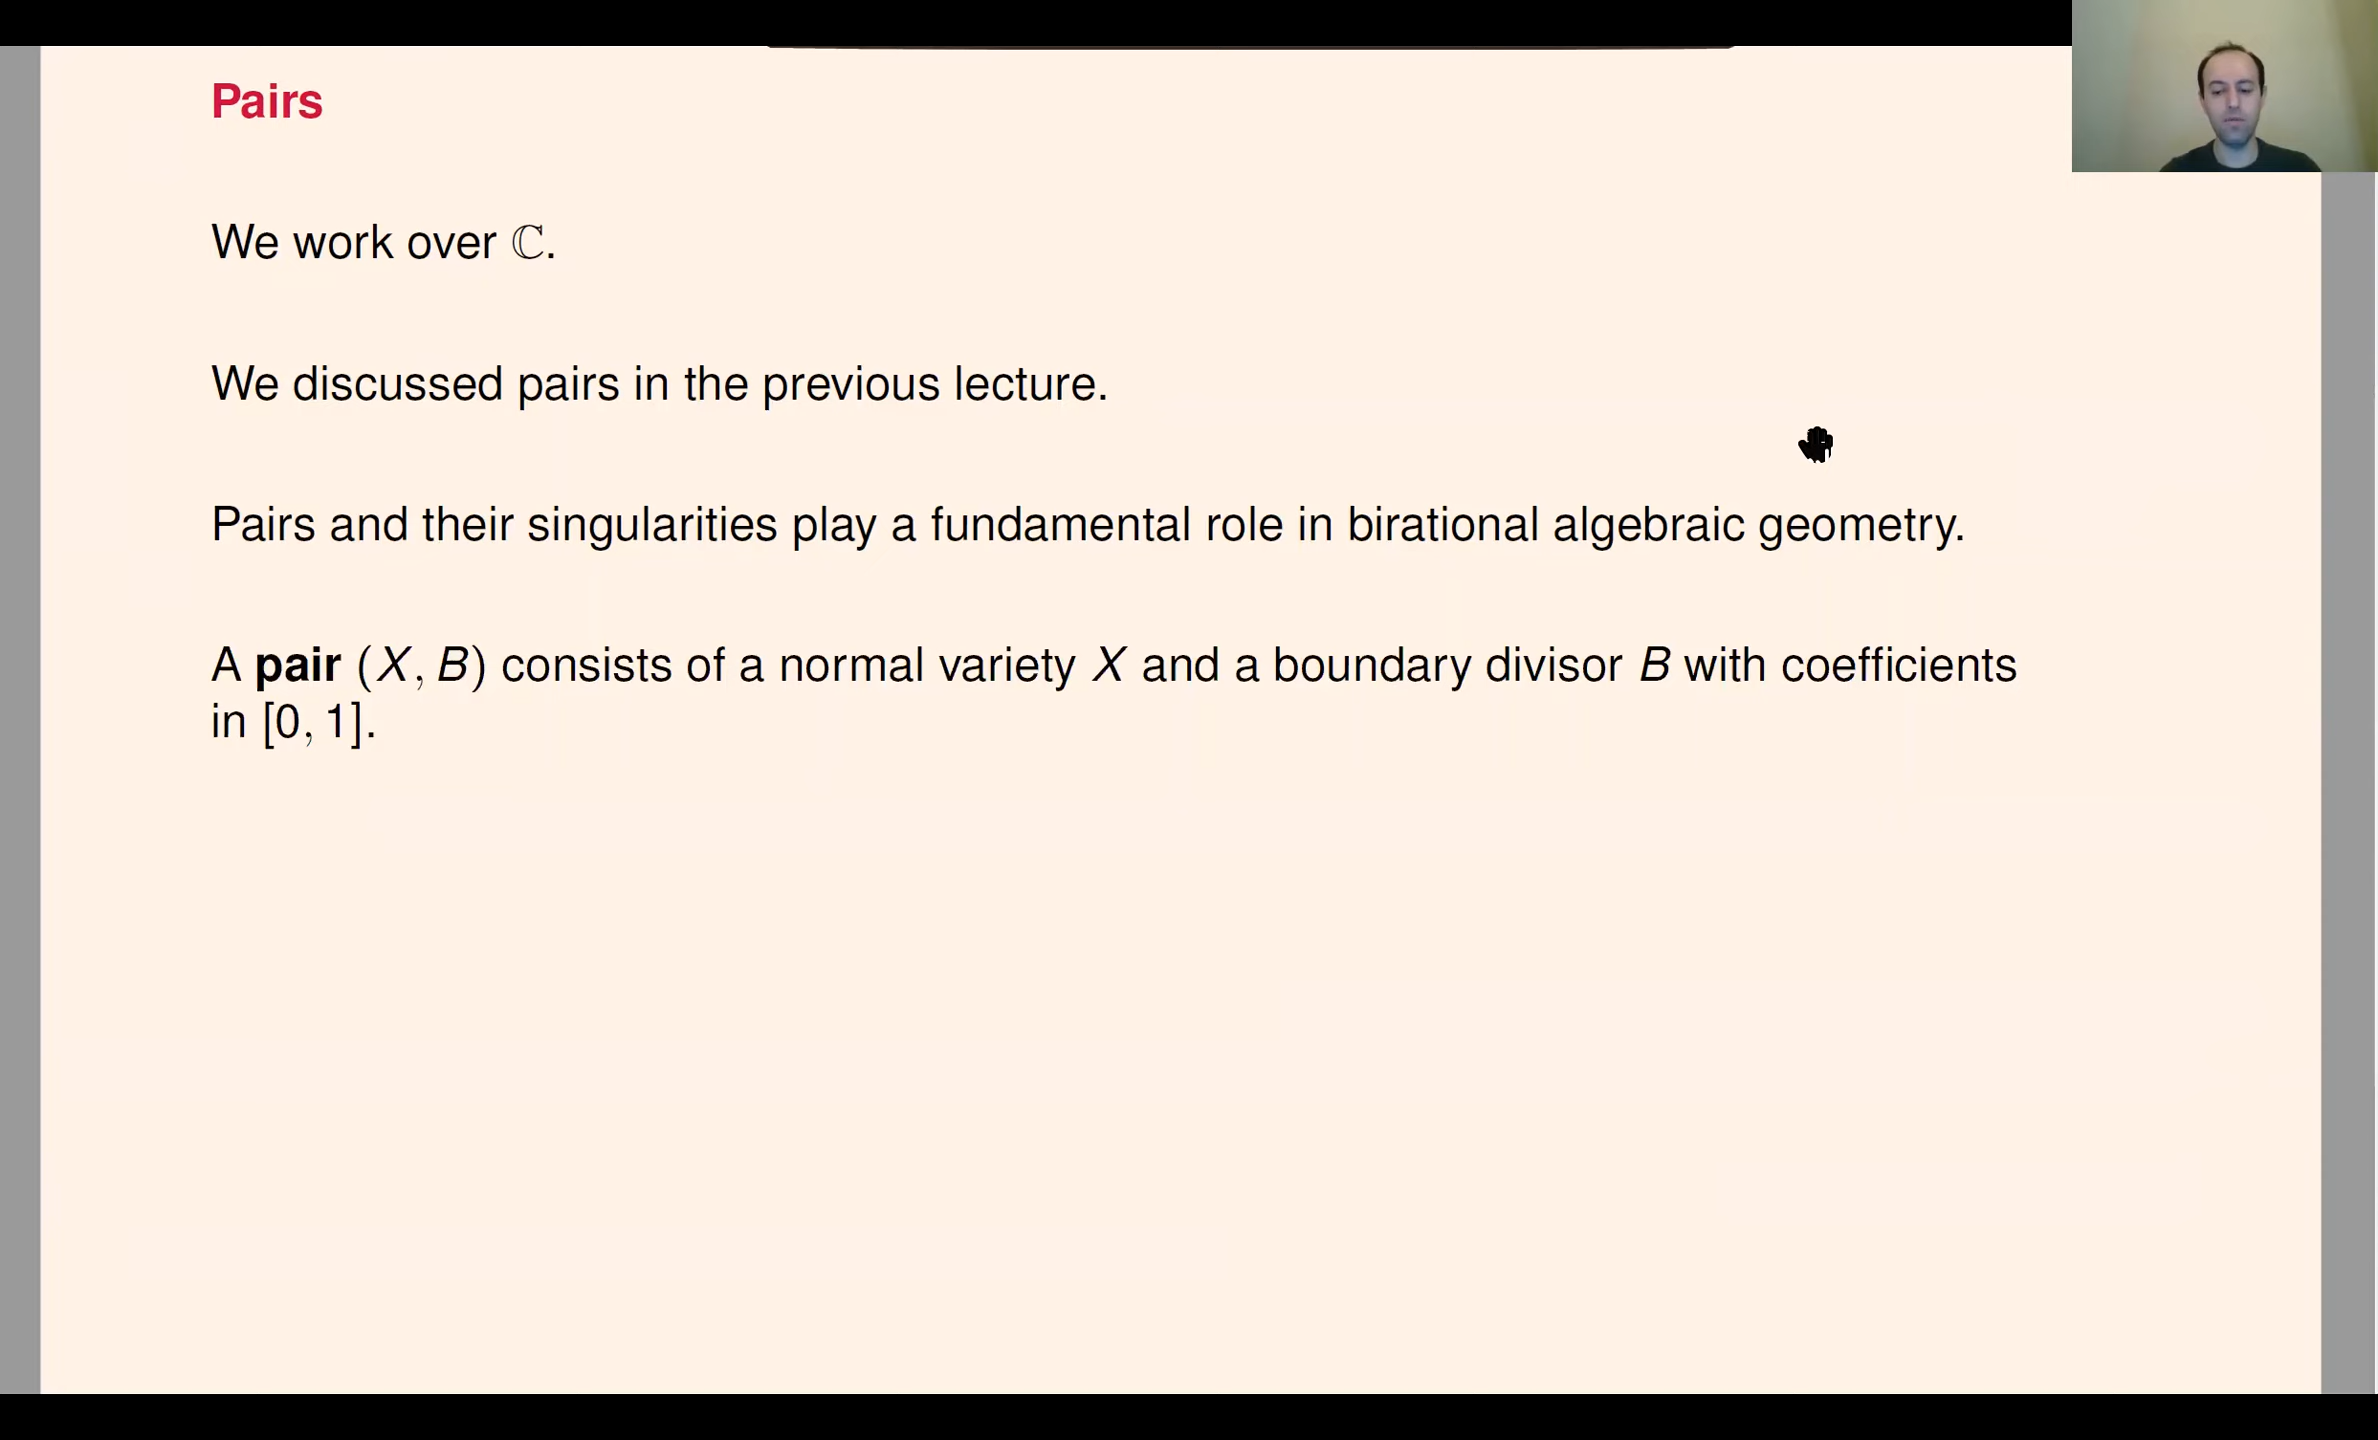 Pairs
We work over ℂ.
We discussed pairs in the previous lecture.
Pairs and their singularities play a fundamental role in birational algebraic geometry.
A pair (X, B) consists of a normal variety X and a boundary divisor B with coefficients
in [0, 1].